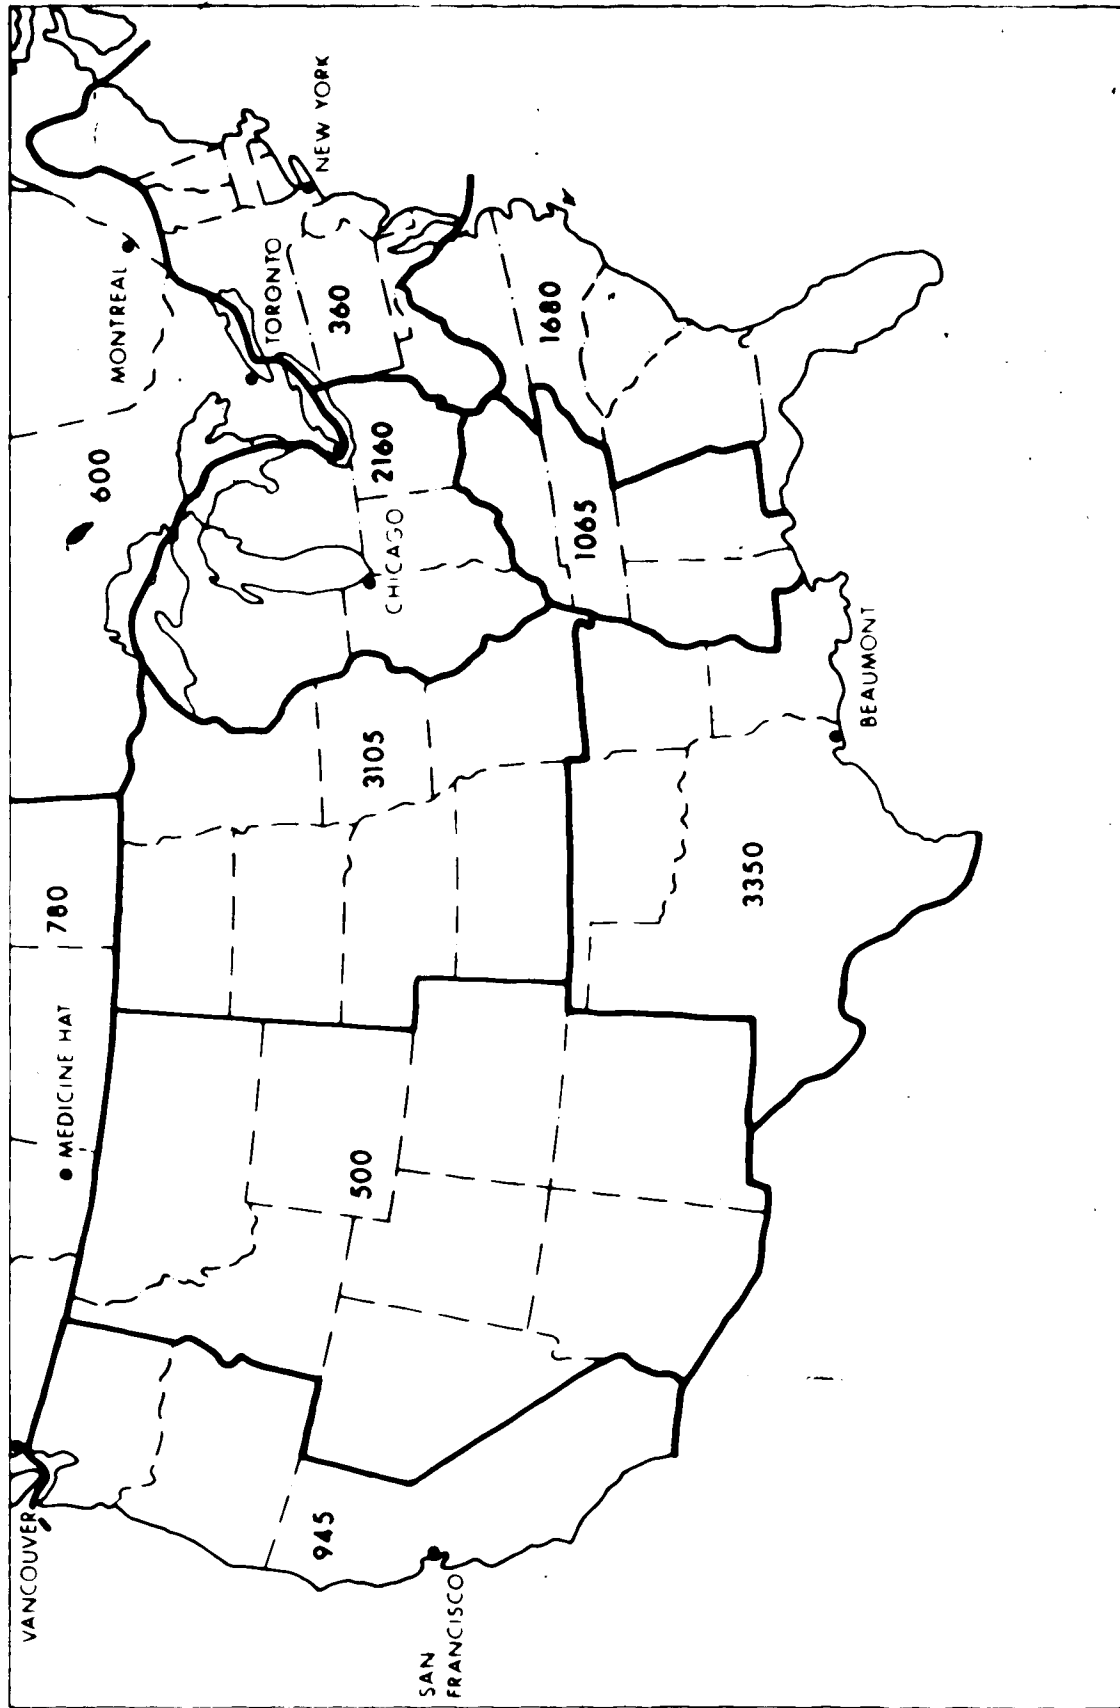 VANCOUVER
MEDICINE HAT
780
600
MONTREAL
TORONTO
NEW YORK
360
2160
CHICAGO
3105
500
945
SAN
FRANCISCO
1065
1680
3350
BEAUMONT